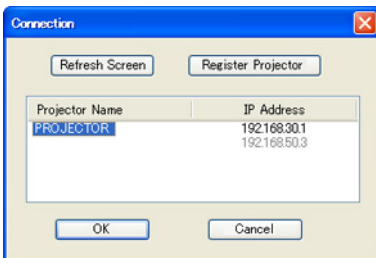 Connection
Refresh Screen Register Projector
Projector Name IP Address
PROJECTOR 192.168.30.1
192.168.50.3
OK Cancel